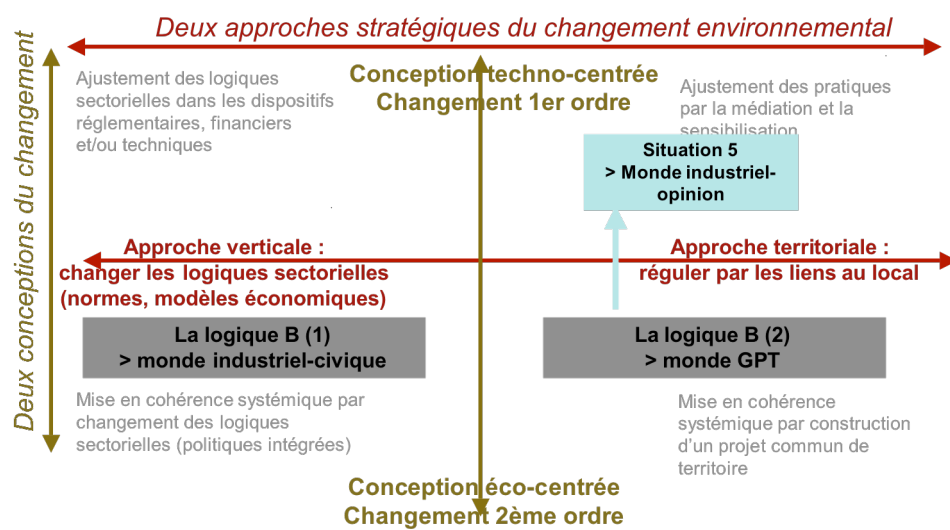 Deux approches stratégiques du changement environnemental
Deux conceptions du changement
Ajustement des logiques
sectorielles dans les dispositifs
réglementaires, financiers
et/ou techniques
Conception techno-centrée
Changement 1er ordre
Ajustement des pratiques
par la médiation et la
sensibilisation
Situation 5
> Monde industriel-
opinion
Approche verticale :
changer les logiques sectorielles
(normes, modèles économiques)
Approche territoriale :
réguler par les liens au local
La logique B (1)
> monde industriel-civique
La logique B (2)
> monde GPT
Mise en cohérence systémique par
changement des logiques
sectorielles (politiques intégrées)
Mise en cohérence
systémique par construction
d'un projet commun de
territoire
Conception éco-centrée
Changement 2ème ordre